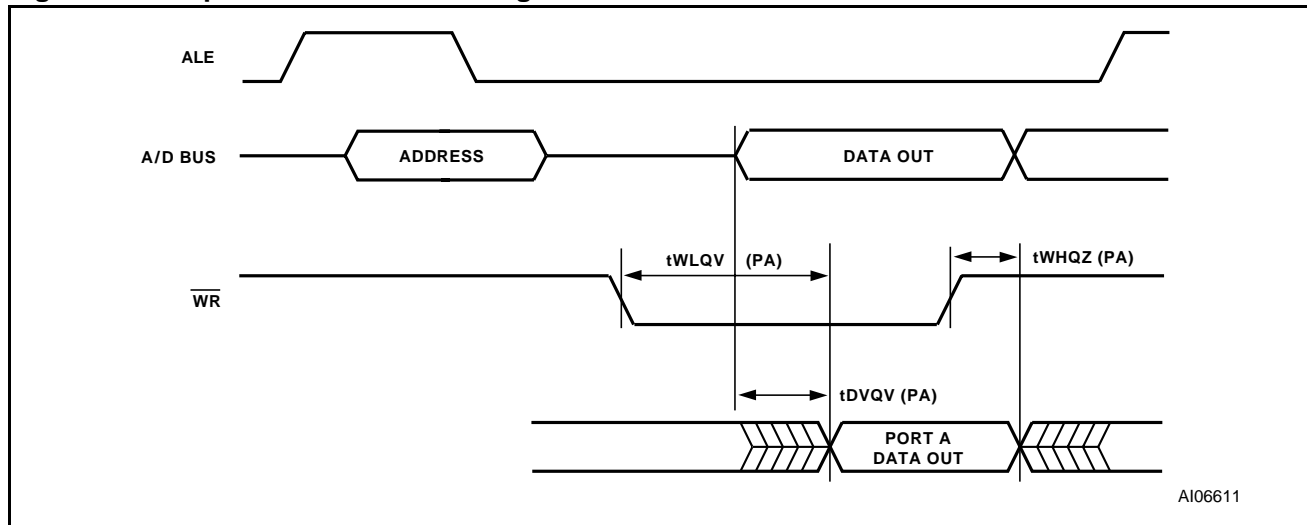 ALE
A/D BUS
ADDRESS
DATA OUT
tWLQV (PA)
tWHQZ (PA)
WR
tDVQV (PA)
PORT A
DATA OUT
AI06611